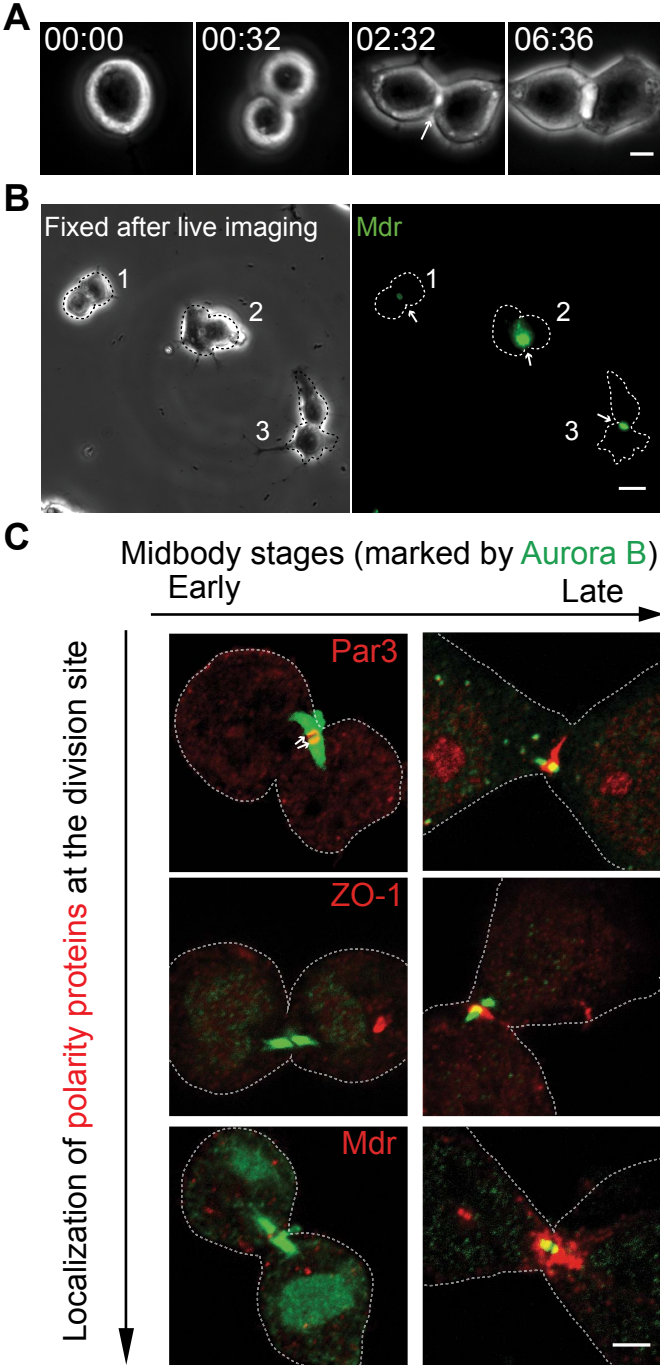 A
00:00
00:32
02:32
06:36
B
Fixed after live imaging
1
2
3
Mdr
1
2
3
C
Midbody stages (marked by Aurora B)
Early
Late
Localization of polarity proteins at the division site
Par3
ZO-1
Mdr